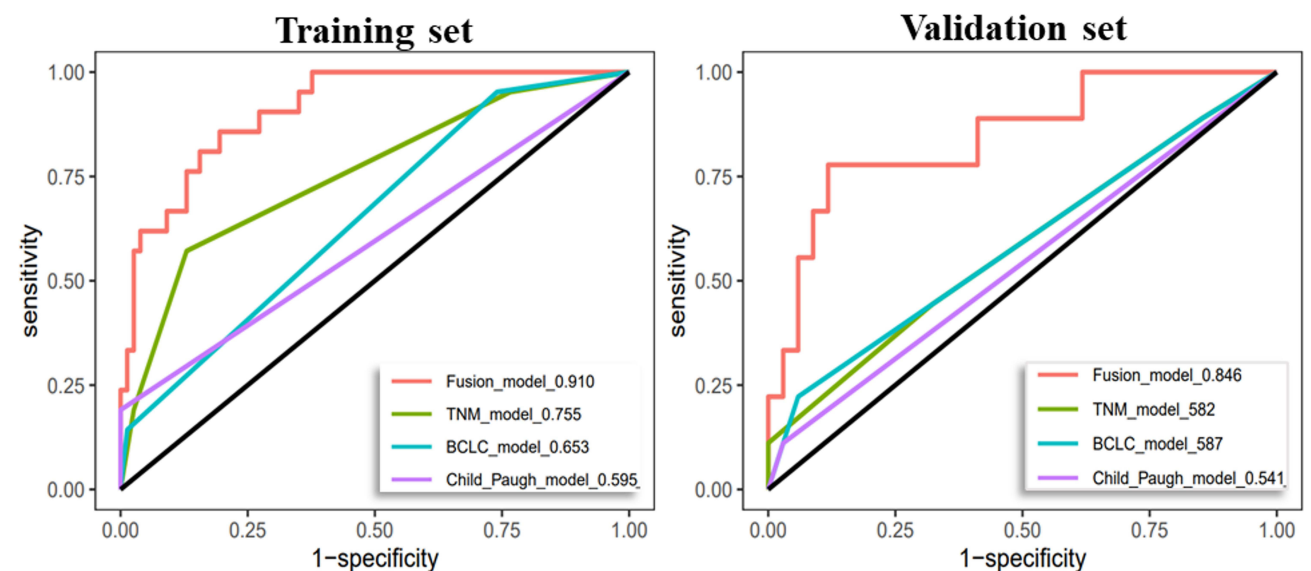 Training set
1.00
0.75
0.50
0.25
0.00
sensitivity
Fusion_model_0.910
TNM_model_0.755
BCLC_model_0.653
Child_Paugh_model_0.595_
0.00 0.25 0.50 0.75 1.00
1−specificity
Validation set
1.00
0.75
0.50
0.25
0.00
sensitivity
Fusion_model_0.846
TNM_model_582
BCLC_model_587
Child_Paugh_model_0.541_
0.00 0.25 0.50 0.75 1.00
1−specificity